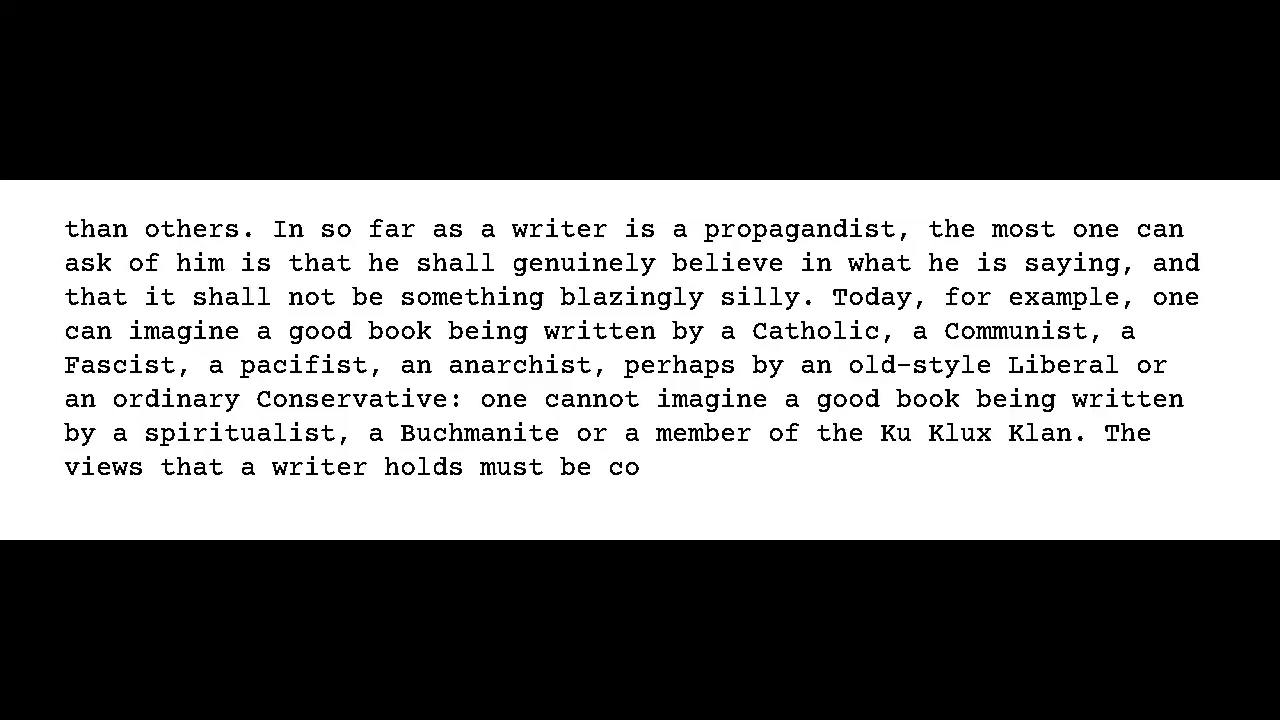 than others. In so far as a writer is a propagandist, the most one can
ask of him is that he shall genuinely believe in what he is saying, and
that it shall not be something blazingly silly. Today, for example, one
can imagine a good book being written by a Catholic, a Communist, a
Fascist, a pacifist, an anarchist, perhaps by an old-style Liberal or
an ordinary Conservative: one cannot imagine a good book being written
by a spiritualist, a Buchmanite or a member of the Ku Klux Klan. The
views that a writer holds must be co